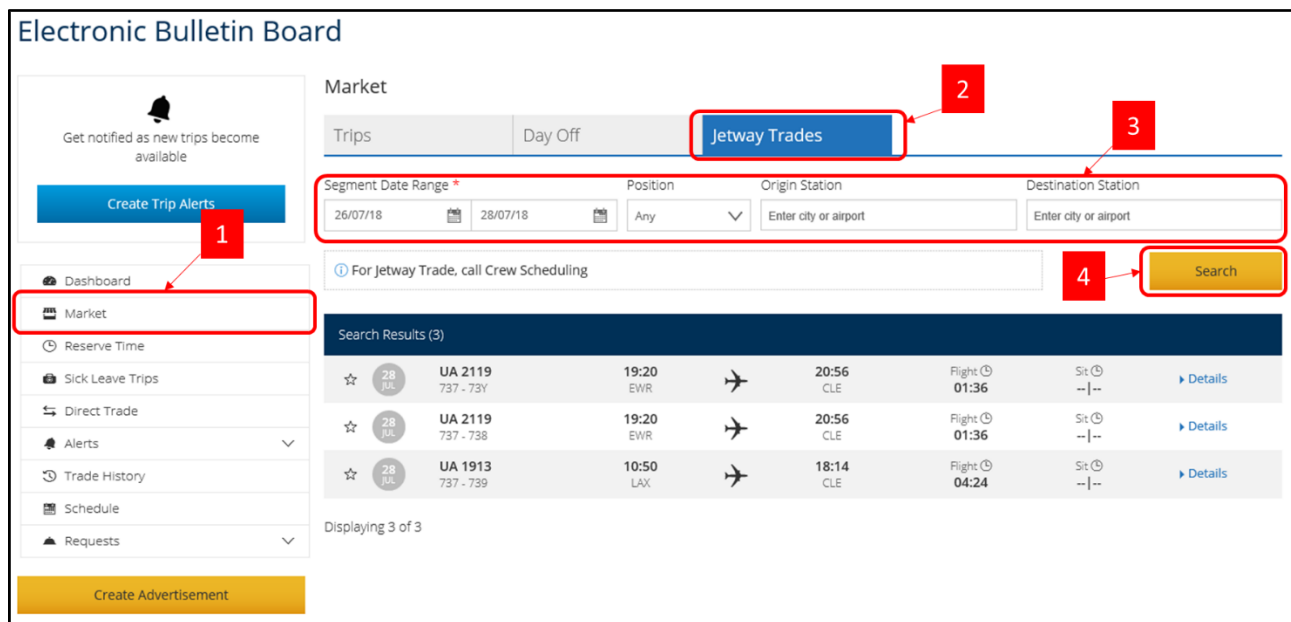 Electronic Bulletin Board
Get notified as new trips become
available
Create Trip Alerts
1
Dashboard
Market
Reserve Time
Sick Leave Trips
Direct Trade
Alerts
Trade History
Schedule
Requests
Create Advertisement
Market
2
Trips Day Off Jetway Trades
3
Segment Date Range * Position Origin Station Destination Station
26/07/18 28/07/18 Any Enter city or airport Enter city or airport
For Jetway Trade, call Crew Scheduling
4
Search
Search Results (3)
28 UA 2119 19:20 20:56 Flight Sit
JUL 737 - 73Y EWR CLE 01:36 --|-- Details
28 UA 2119 19:20 20:56 Flight Sit
JUL 737 - 738 EWR CLE 01:36 --|-- Details
28 UA 1913 10:50 18:14 Flight Sit
JUL 737 - 739 LAX CLE 04:24 --|-- Details
Displaying 3 of 3